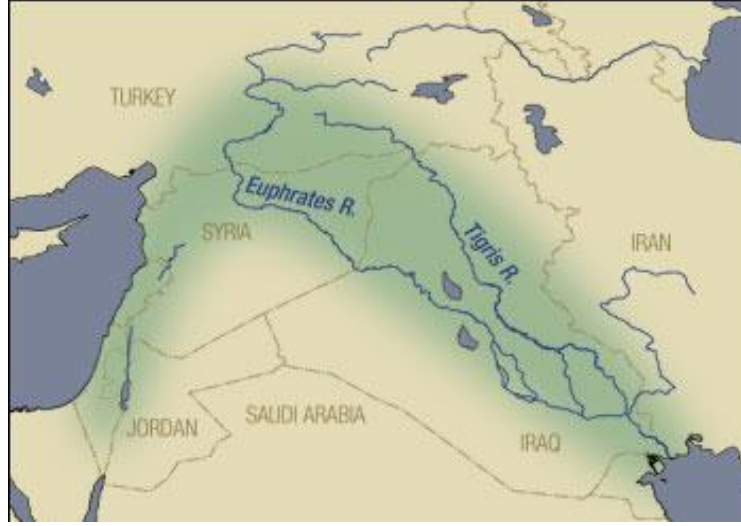 TURKEY
Euphrates R.
SYRIA
Tigris R.
IRAN
JORDAN
SAUDI ARABIA
IRAQ